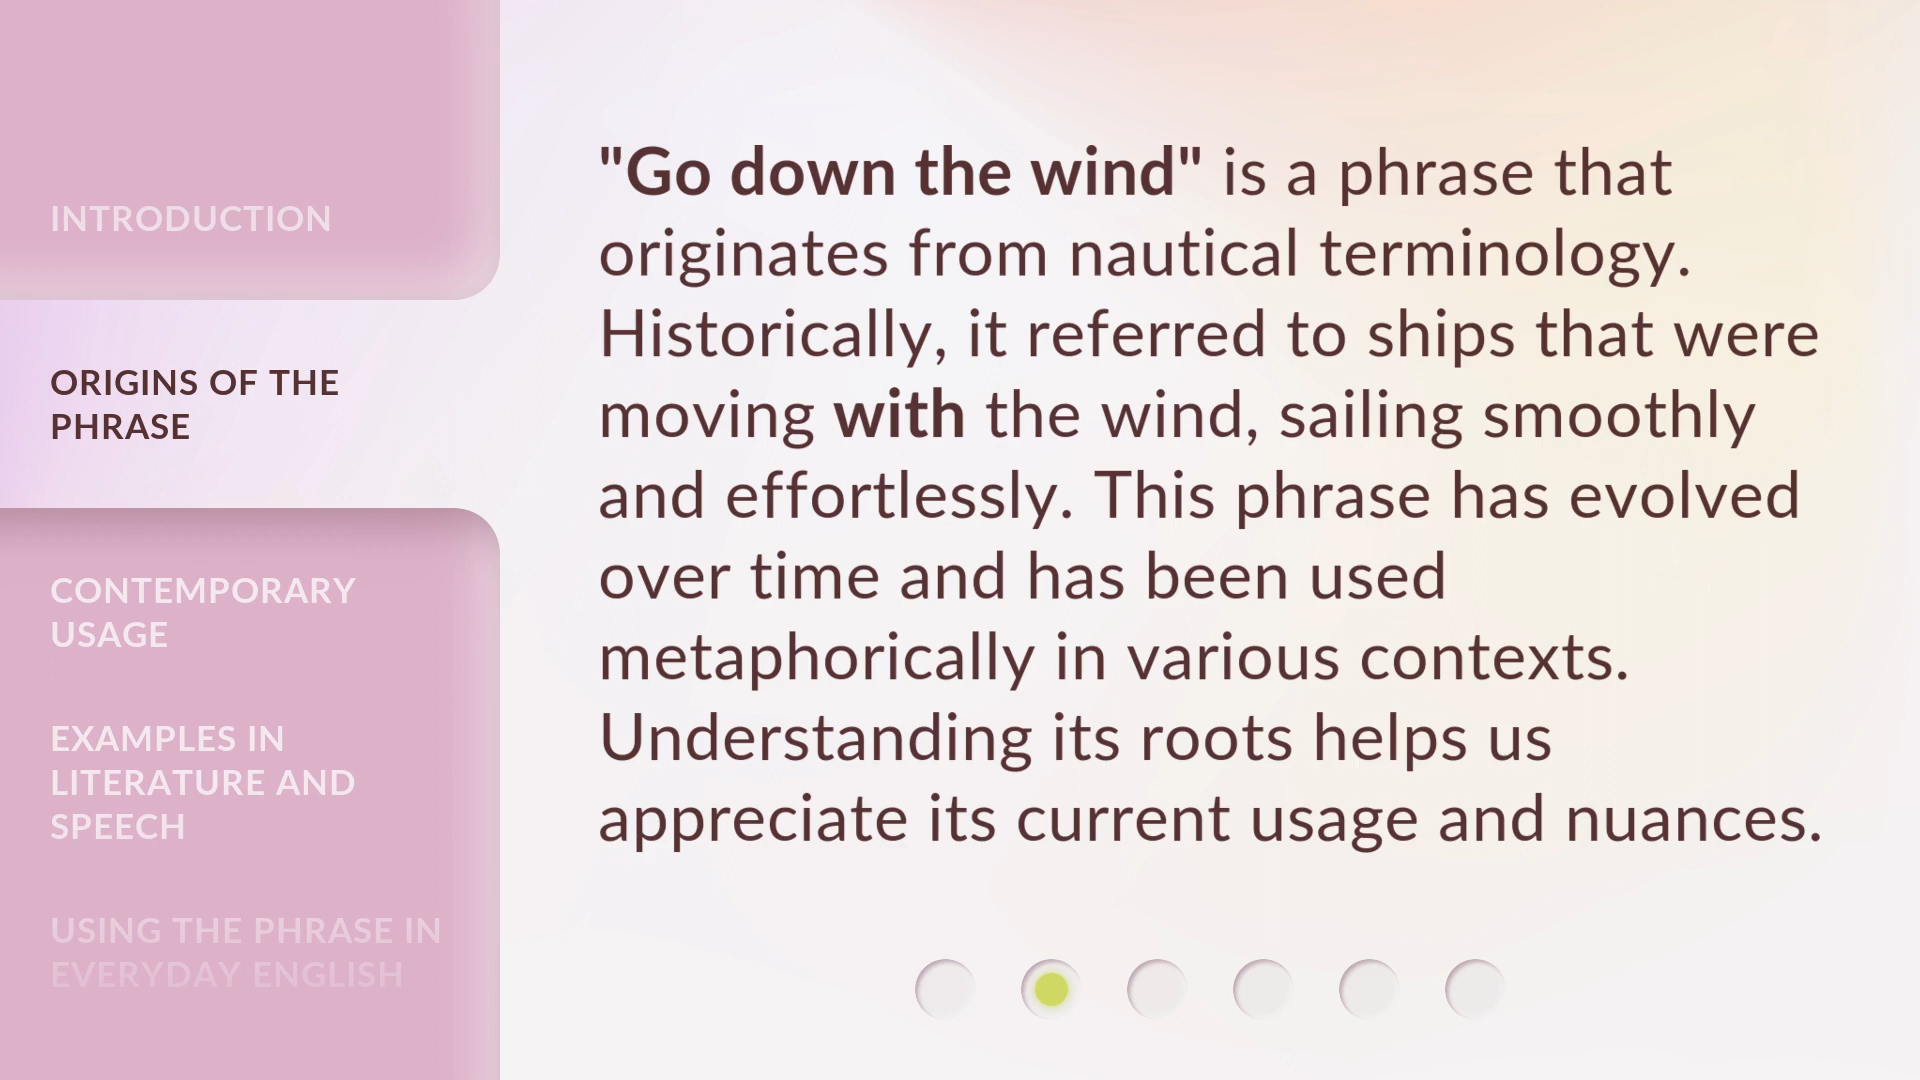 INTRODUCTION
ORIGINS OF THE
PHRASE
CONTEMPORARY
USAGE
EXAMPLES IN
LITERATURE AND
SPEECH
USING THE PHRASE IN
EVERYDAY ENGLISH
"Go down the wind" is a phrase that
originates from nautical terminology.
Historically, it referred to ships that were
moving with the wind, sailing smoothly
and effortlessly. This phrase has evolved
over time and has been used
metaphorically in various contexts.
Understanding its roots helps us
appreciate its current usage and nuances.